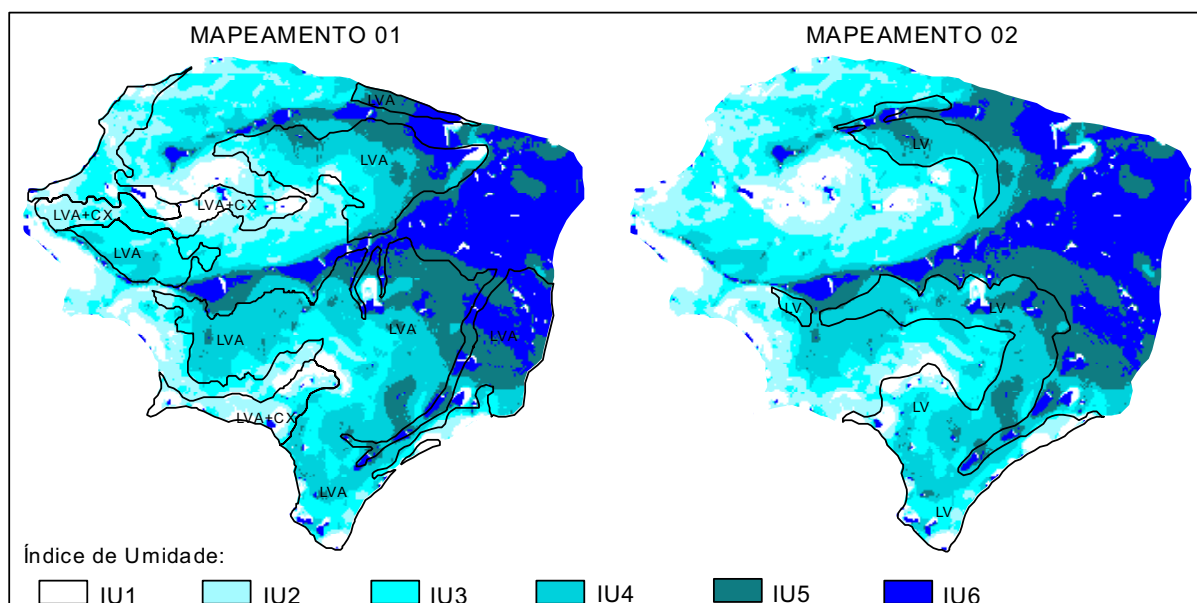 MAPEAMENTO 01
MAPEAMENTO 02
LVA
LVA
LV
LVA+CX
LVA+CX
LVA
LV
LV
LVA
LVA
LVA
LVA+CX
LV
LVA
LV
Índice de Umidade:
IU1 IU2 IU3 IU4 IU5 IU6